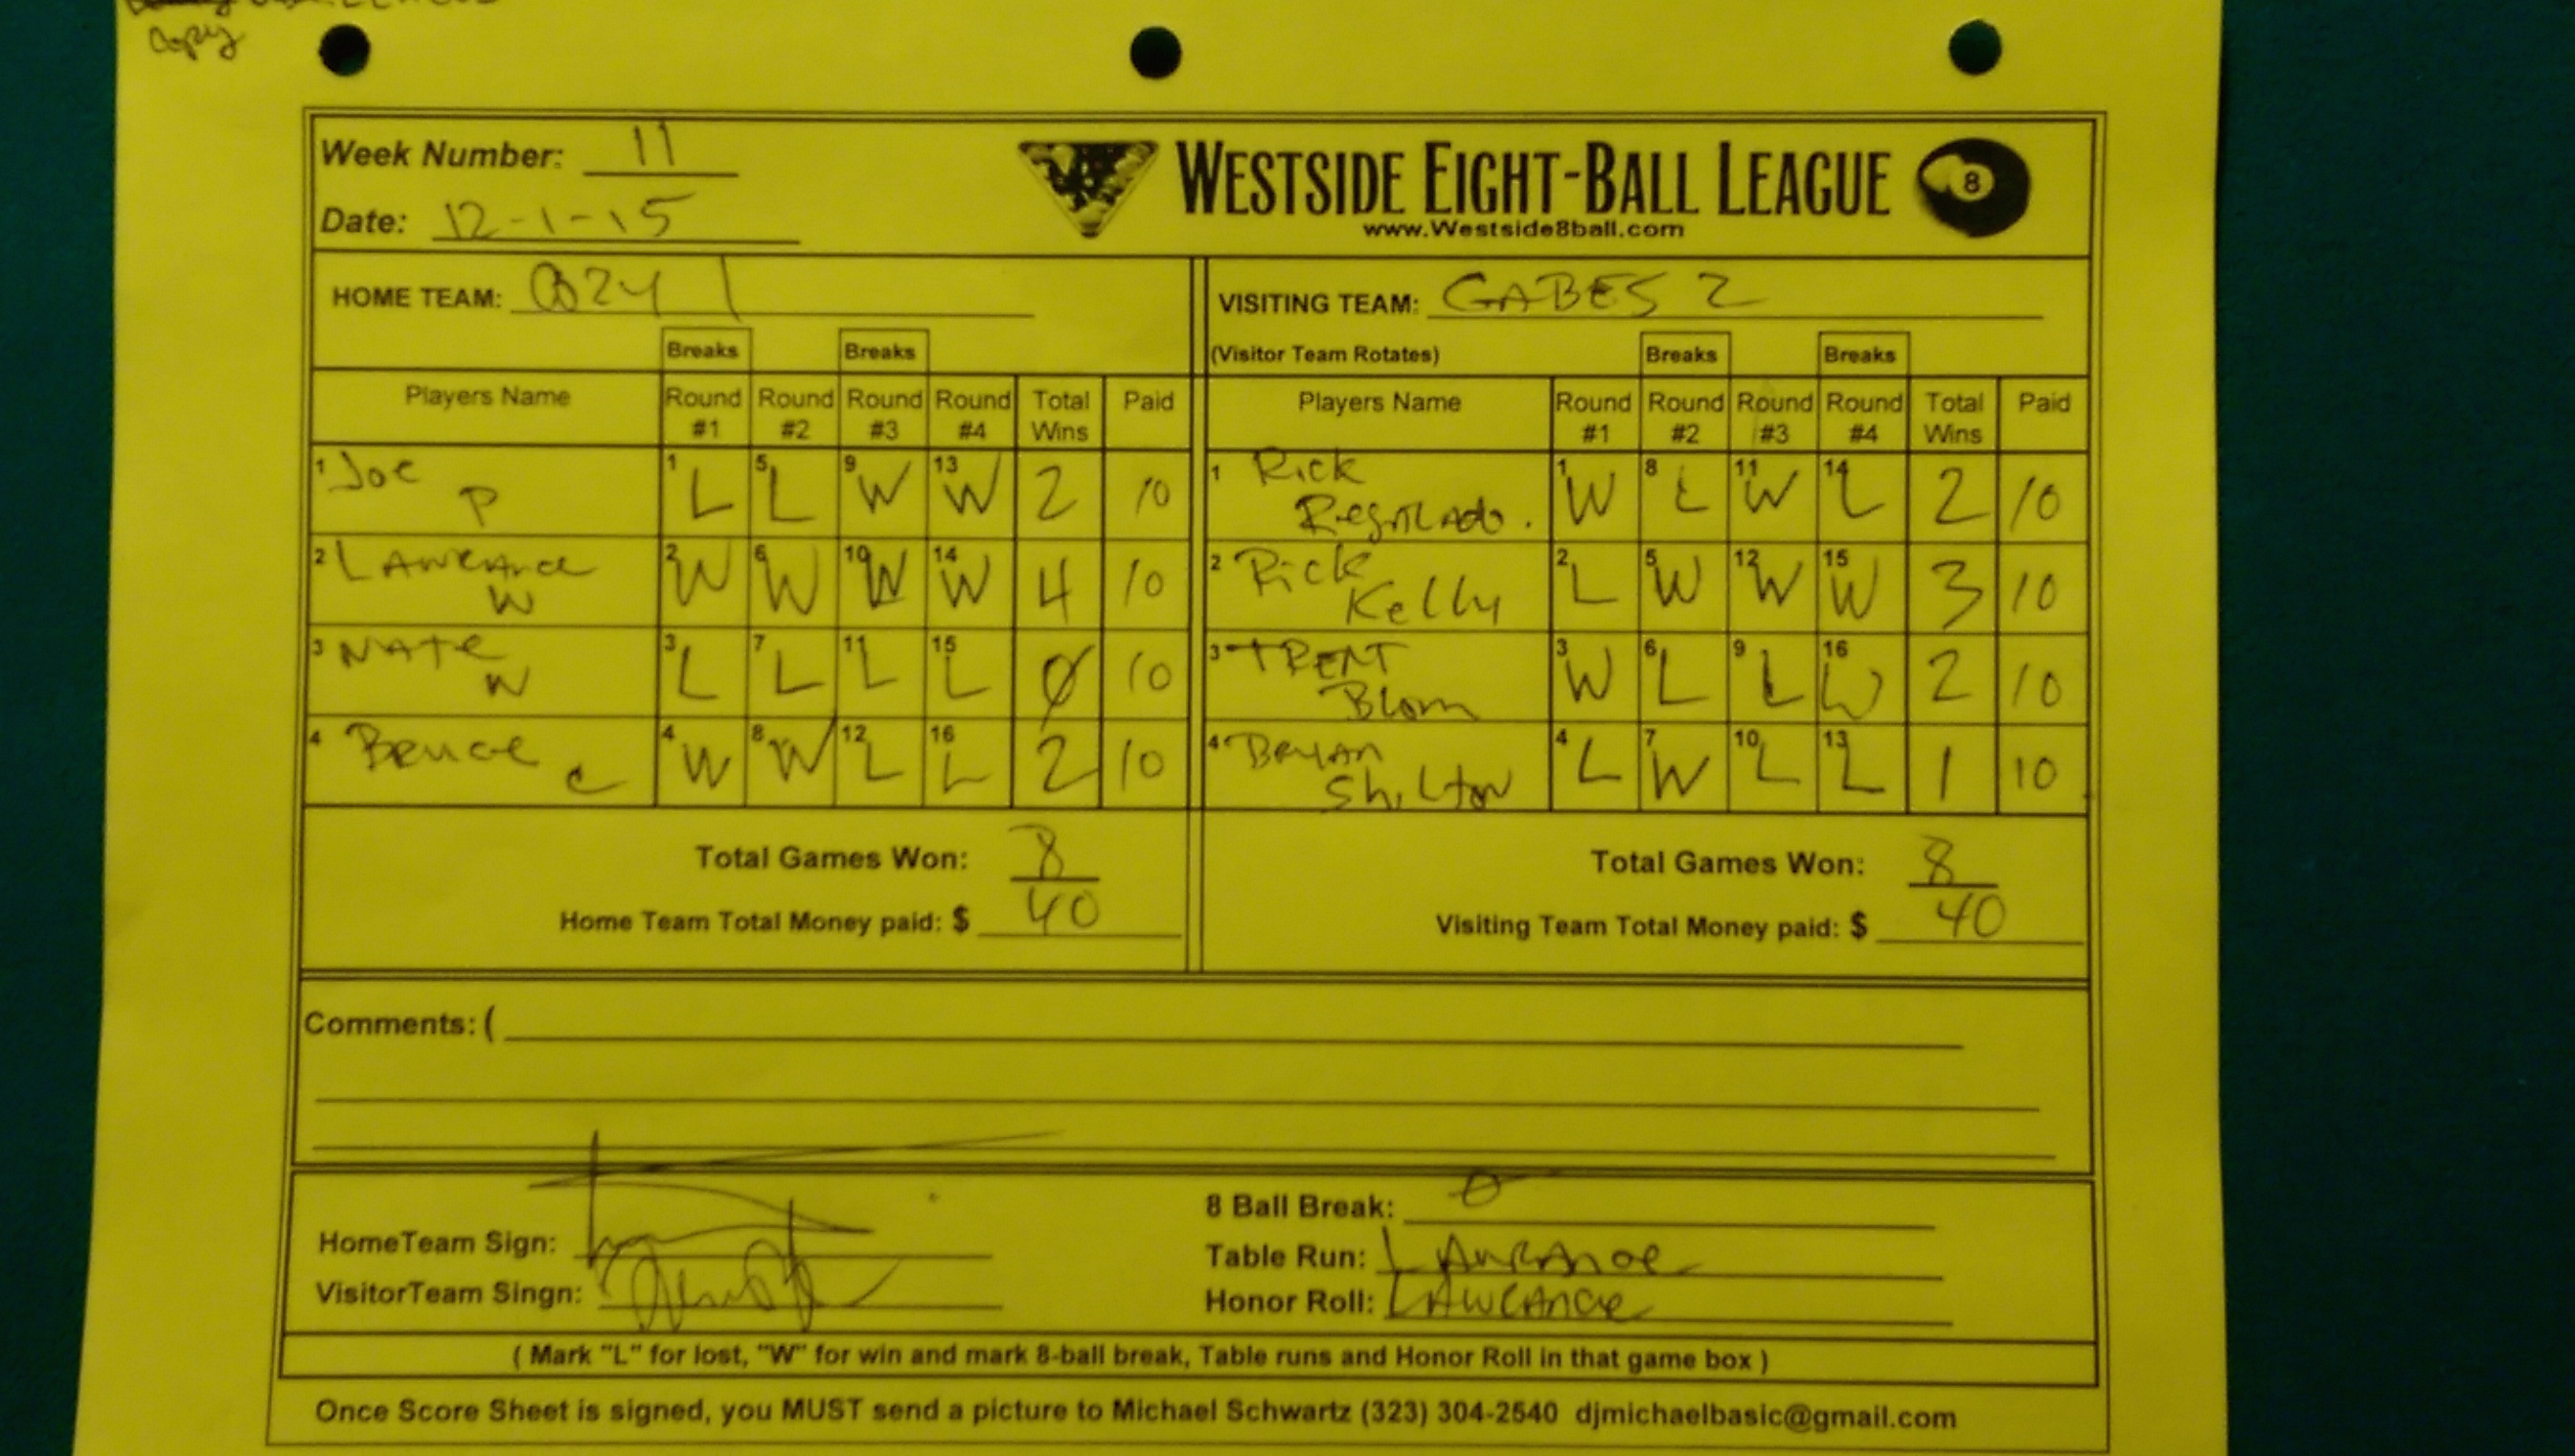 Copy
Week Number: 11
WESTSIDE EIGHT-BALL LEAGUE
8
www.Westside8ball.com
Date: 12-1-15
HOME TEAM: COZY 1
VISITING TEAM: GABES 2
Breaks Breaks
(Visitor Team Rotates) Breaks Breaks
Players Name Round #1 Round #2 Round #3 Round #4 Total Wins Paid
Players Name Round #1 Round #2 Round #3 Round #4 Total Wins Paid
1 Joe P 1 L 5 L 9 W 13 W 2 10
1 Rick 1 W 8 L 11 W 14 L 2 10
2 LAWRANCE W 2 W 6 W 10 W 14 W 4 10
2 Rick Kelly 2 L 5 W 12 W 15 W 3 10
3 NATE W 3 L 7 L 11 L 15 L 0 10
3 TRENT Blom 3 W 6 L 9 L 16 W 2 10
4 BRUCE C 4 W 8 W 12 L 16 L 2 10
4 BRYAN ShiLtON 4 L 7 W 10 L 13 L 1 10
Total Games Won: 8
Total Games Won: 8
Home Team Total Money paid: $ 40
Visiting Team Total Money paid: $ 40
Comments: (
8 Ball Break: 0
HomeTeam Sign:
Table Run: LAWRANCE
VisitorTeam Singn:
Honor Roll: LAWRANCE
( Mark "L" for lost, "W" for win and mark 8-ball break, Table runs and Honor Roll in that game box )
Once Score Sheet is signed, you MUST send a picture to Michael Schwartz (323) 304-2540 djmichaelbasic@gmail.com